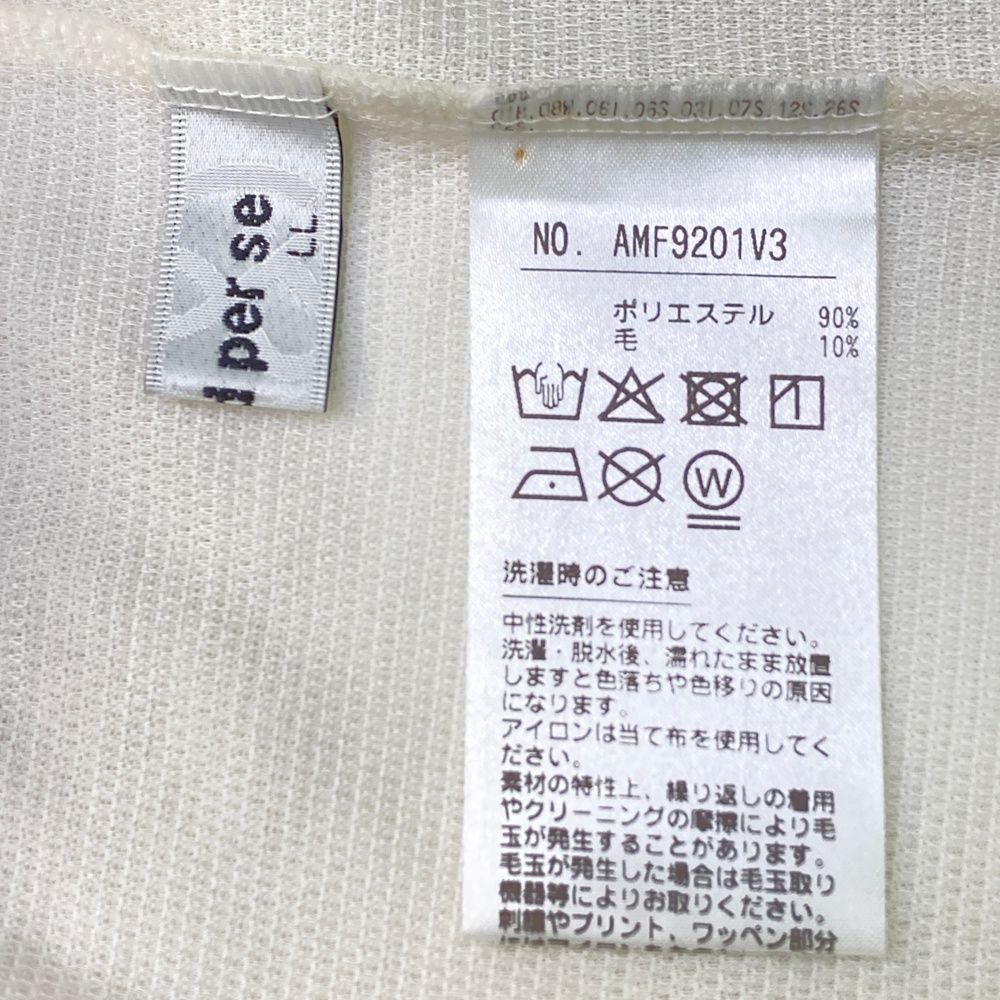 per se
LL
08W.06I.06S.03I.07S.12S.26S
NO. AMF9201V3
ポリエステル 90%
毛 10%
W
洗濯時のご注意
中性洗剤を使用してください。
洗濯・脱水後、濡れたまま放置
しますと色落ちや色移りの原因
になります。
アイロンは当て布を使用してく
ださい。
素材の特性上、繰り返しの着用
やクリーニングの摩擦により毛
玉が発生することがあります。
毛玉が発生した場合は毛玉取り
機器等によりお取りください。
刺繍やプリント、ワッペン部分